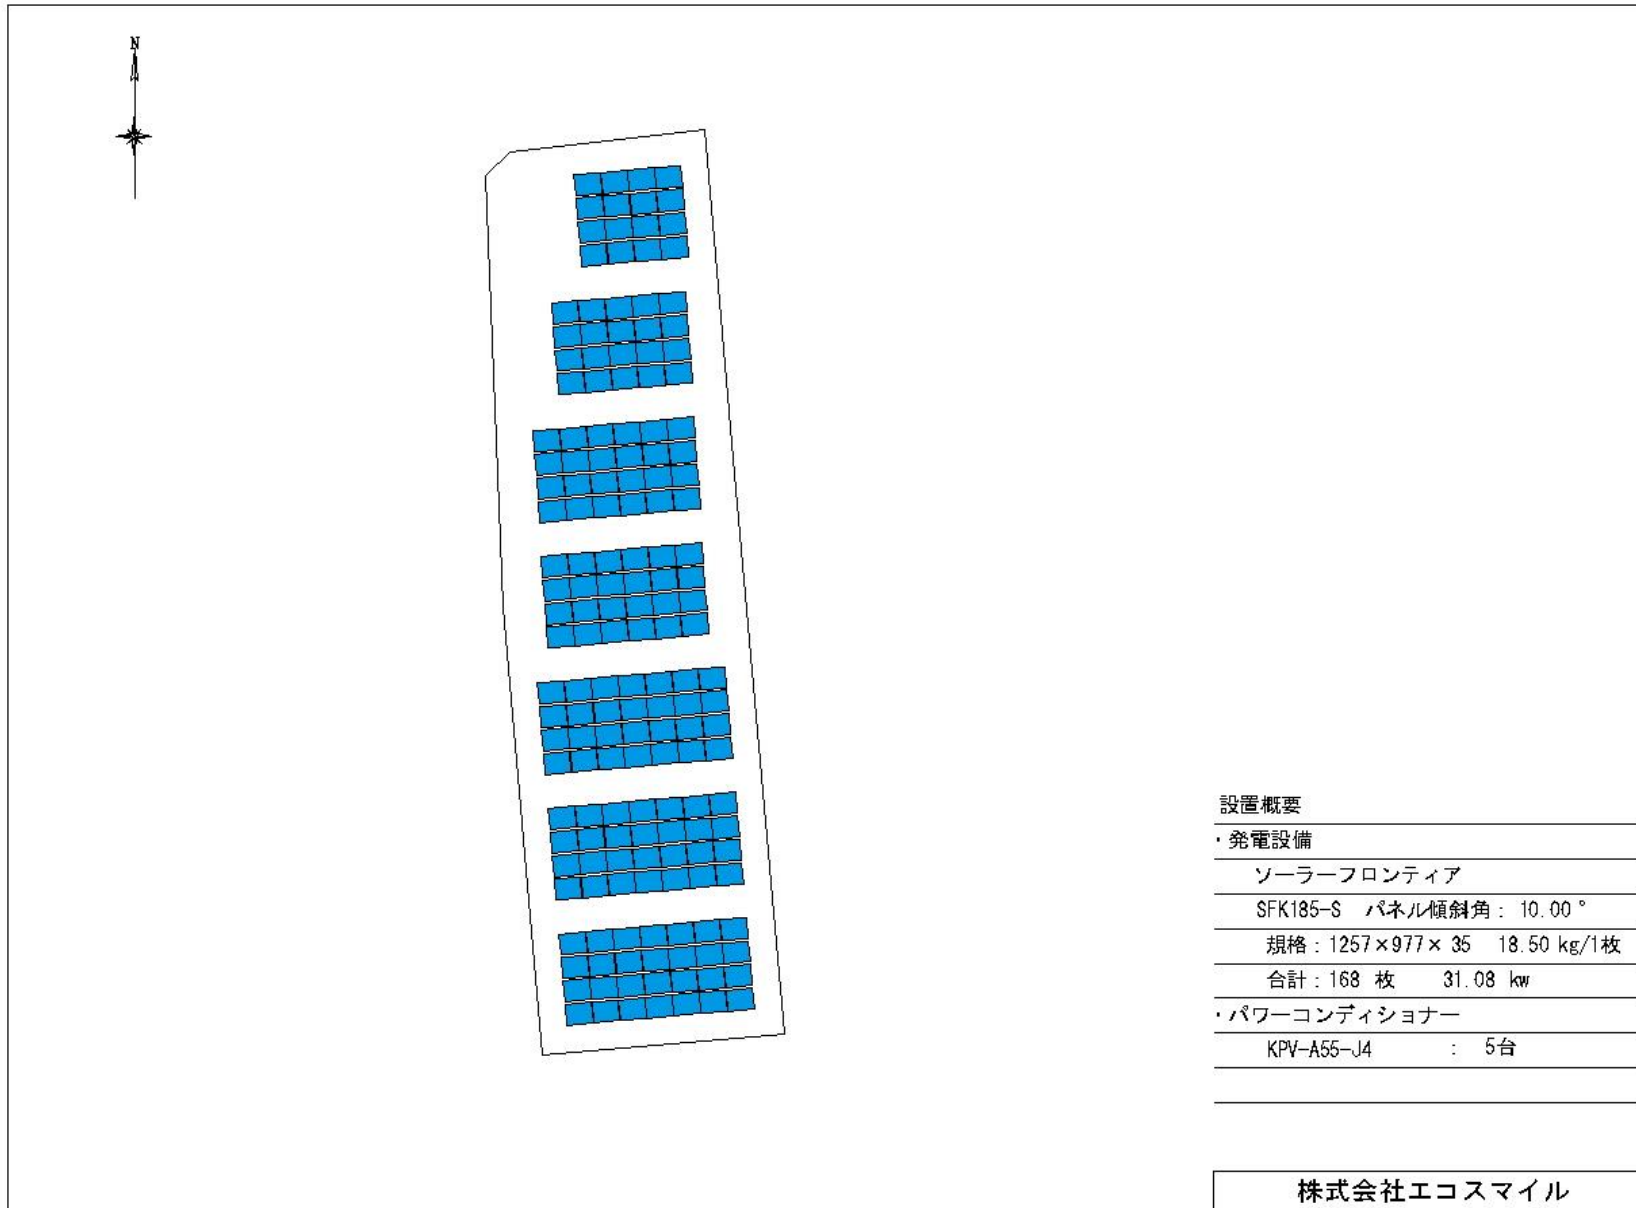 N
設置概要
・発電設備
ソーラーフロンティア
SFK185-S パネル傾斜角: 10.00°
規格:1257×977× 35 18.50 kg/1枚
合計:168 枚 31.08 kw
・パワーコンディショナー
KPV-A55-J4 : 5台
株式会社エコスマイル